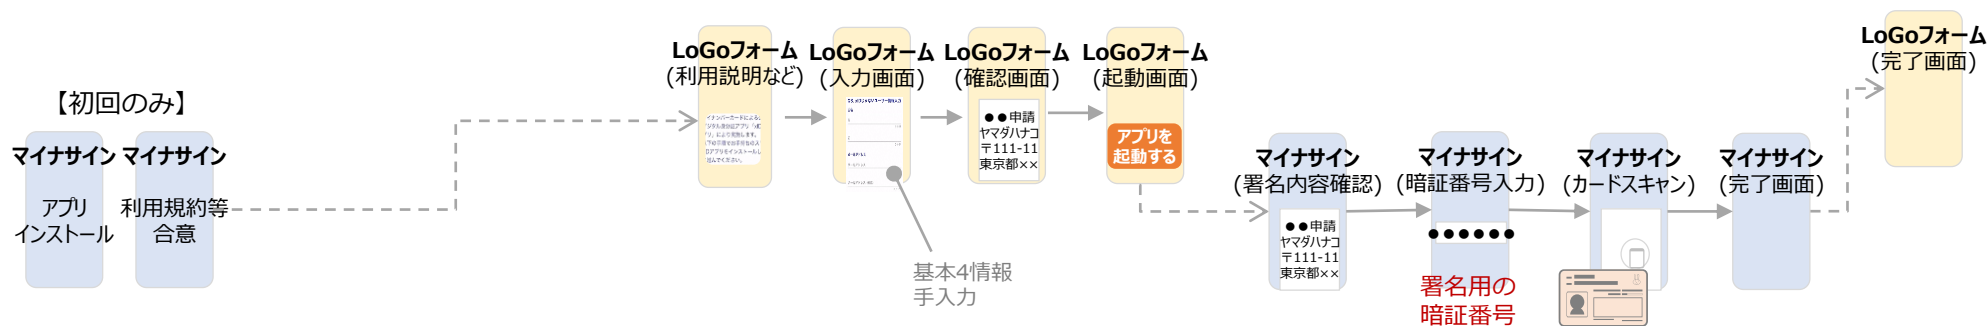 【初回のみ】
マイナサイン
アプリ
インストール
マイナサイン
利用規約等
合意
LoGoフォーム
(利用説明など)
LoGoフォーム
(入力画面)
基本4情報
手入力
LoGoフォーム
(確認画面)
●●申請
ヤマダハナコ
〒111-11
東京都××
LoGoフォーム
(起動画面)
アプリを
起動する
マイナサイン
(署名内容確認)
●●申請
ヤマダハナコ
〒111-11
東京都××
マイナサイン
(暗証番号入力)
●●●●●●
署名用の
暗証番号
マイナサイン
(カードスキャン)
マイナサイン
(完了画面)
LoGoフォーム
(完了画面)